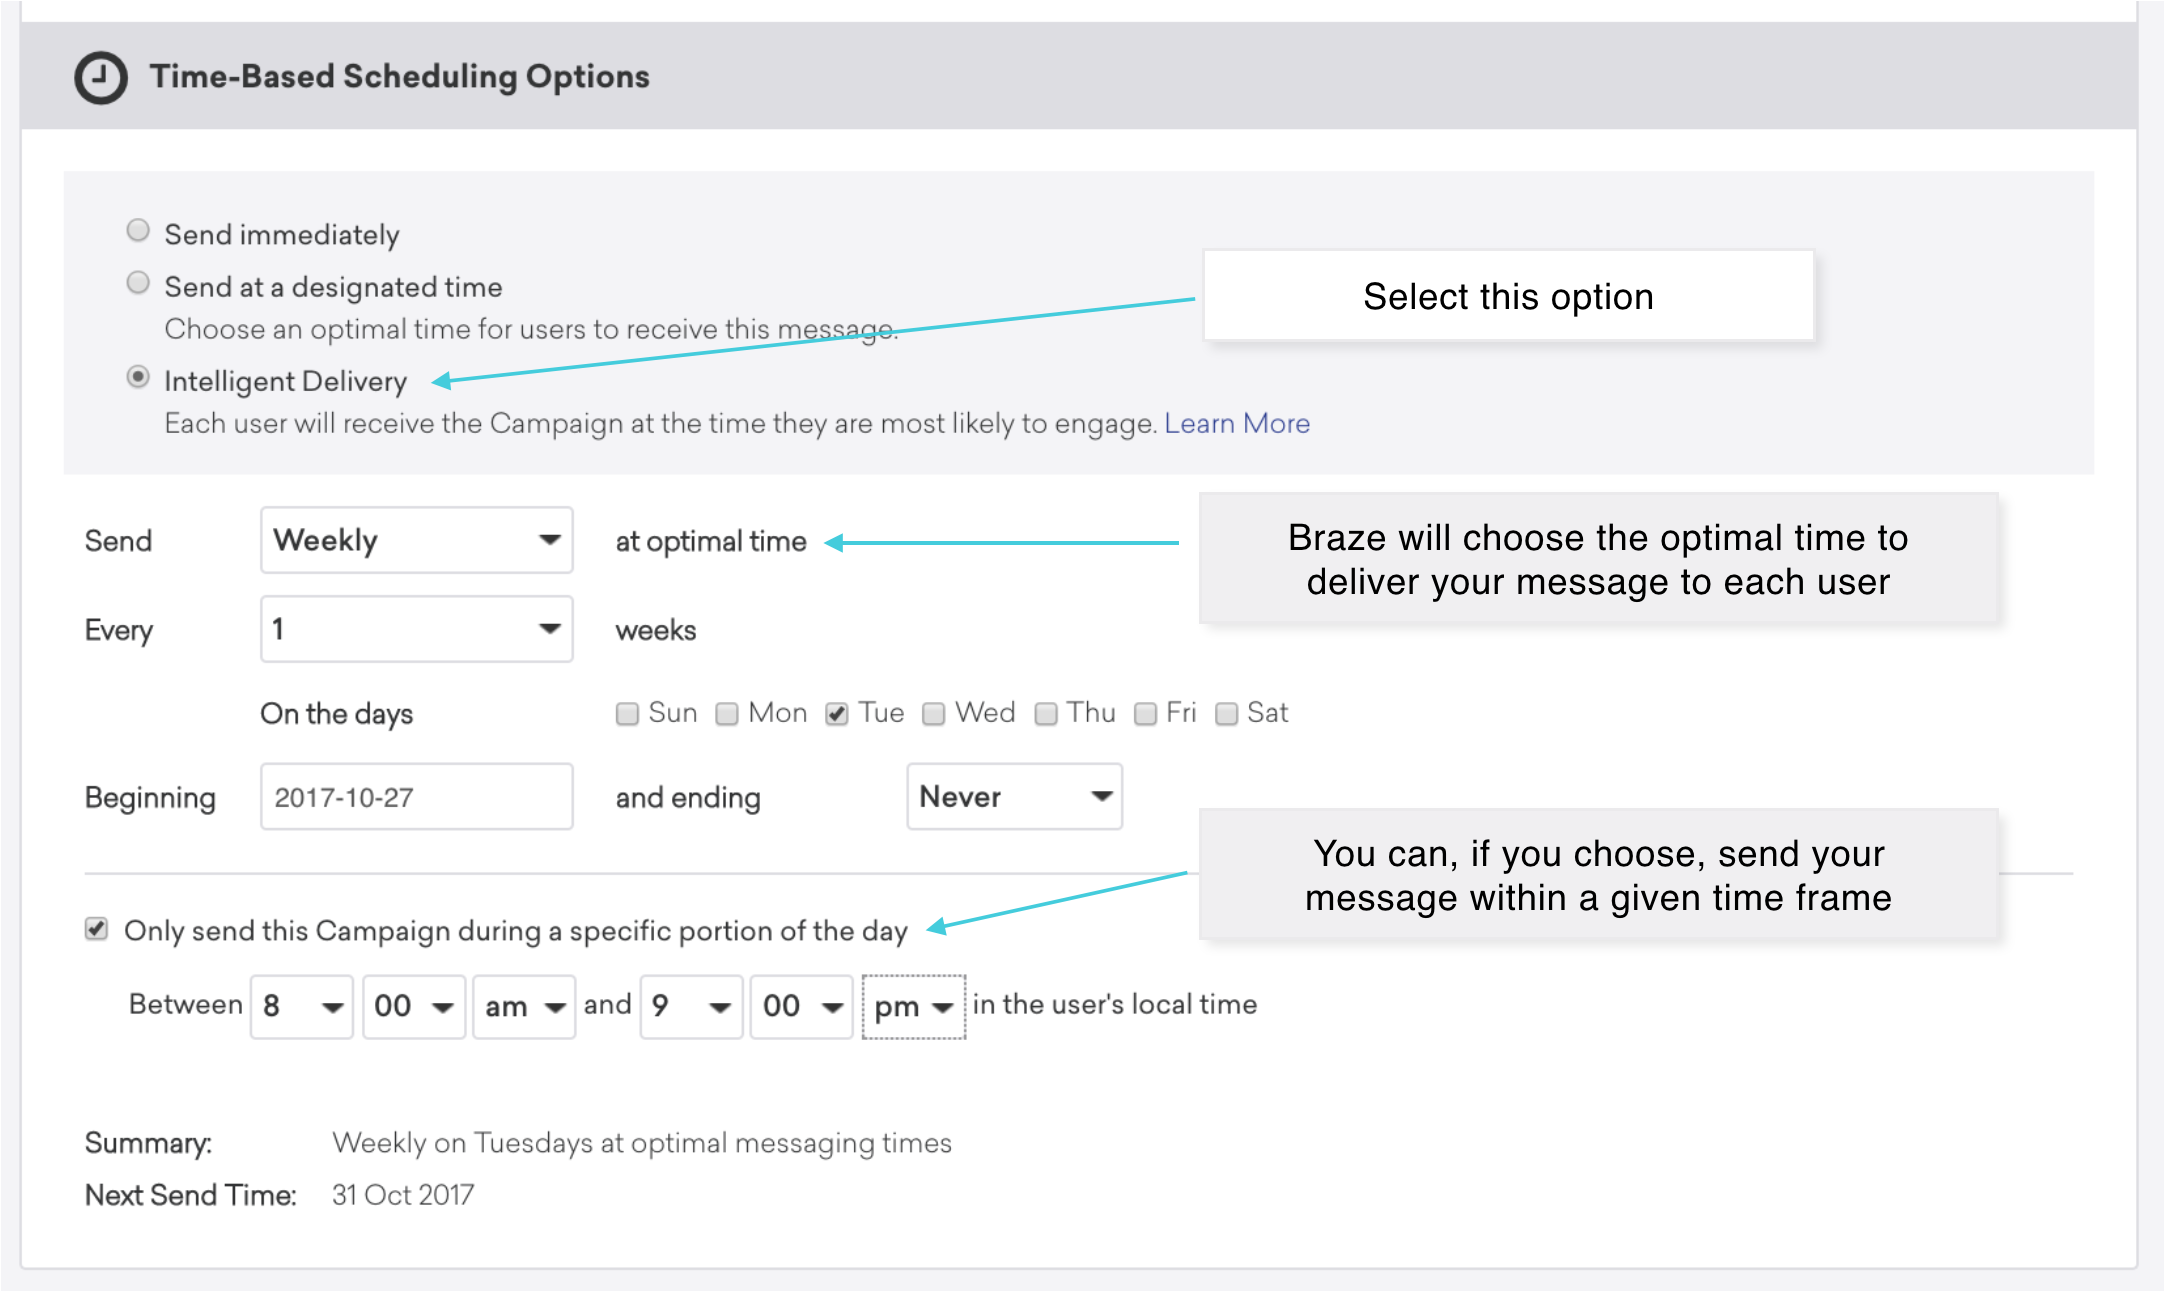 Time-Based Scheduling Options
Send immediately
Send at a designated time
Choose an optimal time for users to receive this message.
Select this option
Intelligent Delivery
Each user will receive the Campaign at the time they are most likely to engage. Learn More
Send Weekly at optimal time
Braze will choose the optimal time to
deliver your message to each user
Every 1 weeks
On the days Sun Mon Tue Wed Thu Fri Sat
Beginning 2017-10-27 and ending Never
You can, if you choose, send your
message within a given time frame
Only send this Campaign during a specific portion of the day
Between 8 00 am and 9 00 pm in the user's local time
Summary: Weekly on Tuesdays at optimal messaging times
Next Send Time: 31 Oct 2017